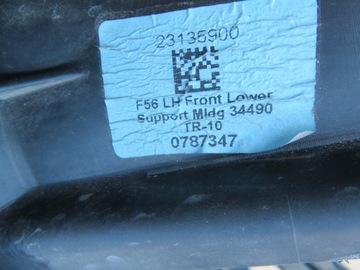 23135900
F56 LH Front Lower
Support Mldg 34490
TR-10
0787347